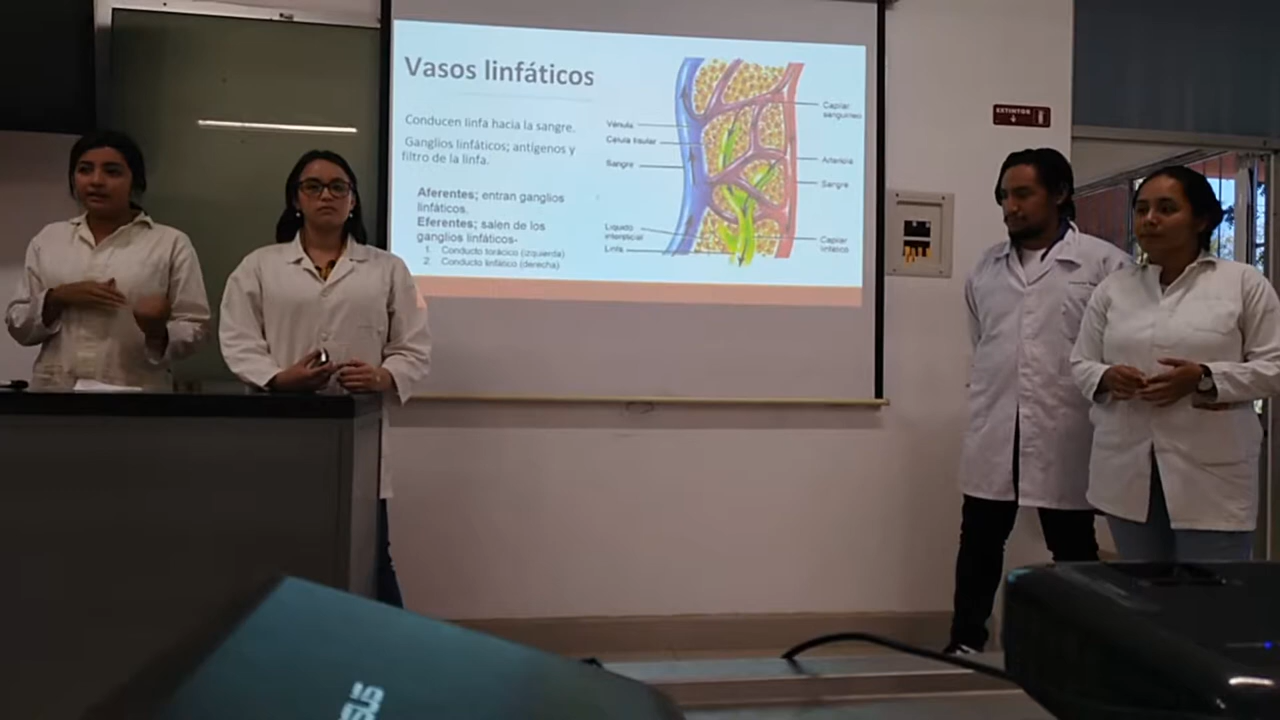 Vasos linfáticos
Conducen linfa hacia la sangre.
Ganglios linfáticos; antígenos y
filtro de la linfa.
Aferentes; entran ganglios
linfáticos.
Eferentes; salen de los
ganglios linfáticos-
1. Conducto torácico (izquierda)
2. Conducto linfático (derecha)
Vénula
Célula tisular
Sangre
Líquido
intersticial
Linfa
Capilar
sanguíneo
Arteriola
Sangre
Capilar
linfático
EXTINTOR